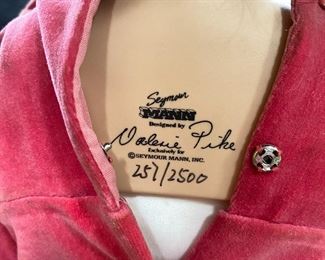 Seymour
MANN
Designed by
Valerie Pike
Exclusively for
©SEYMOUR MANN, INC.
257/2500